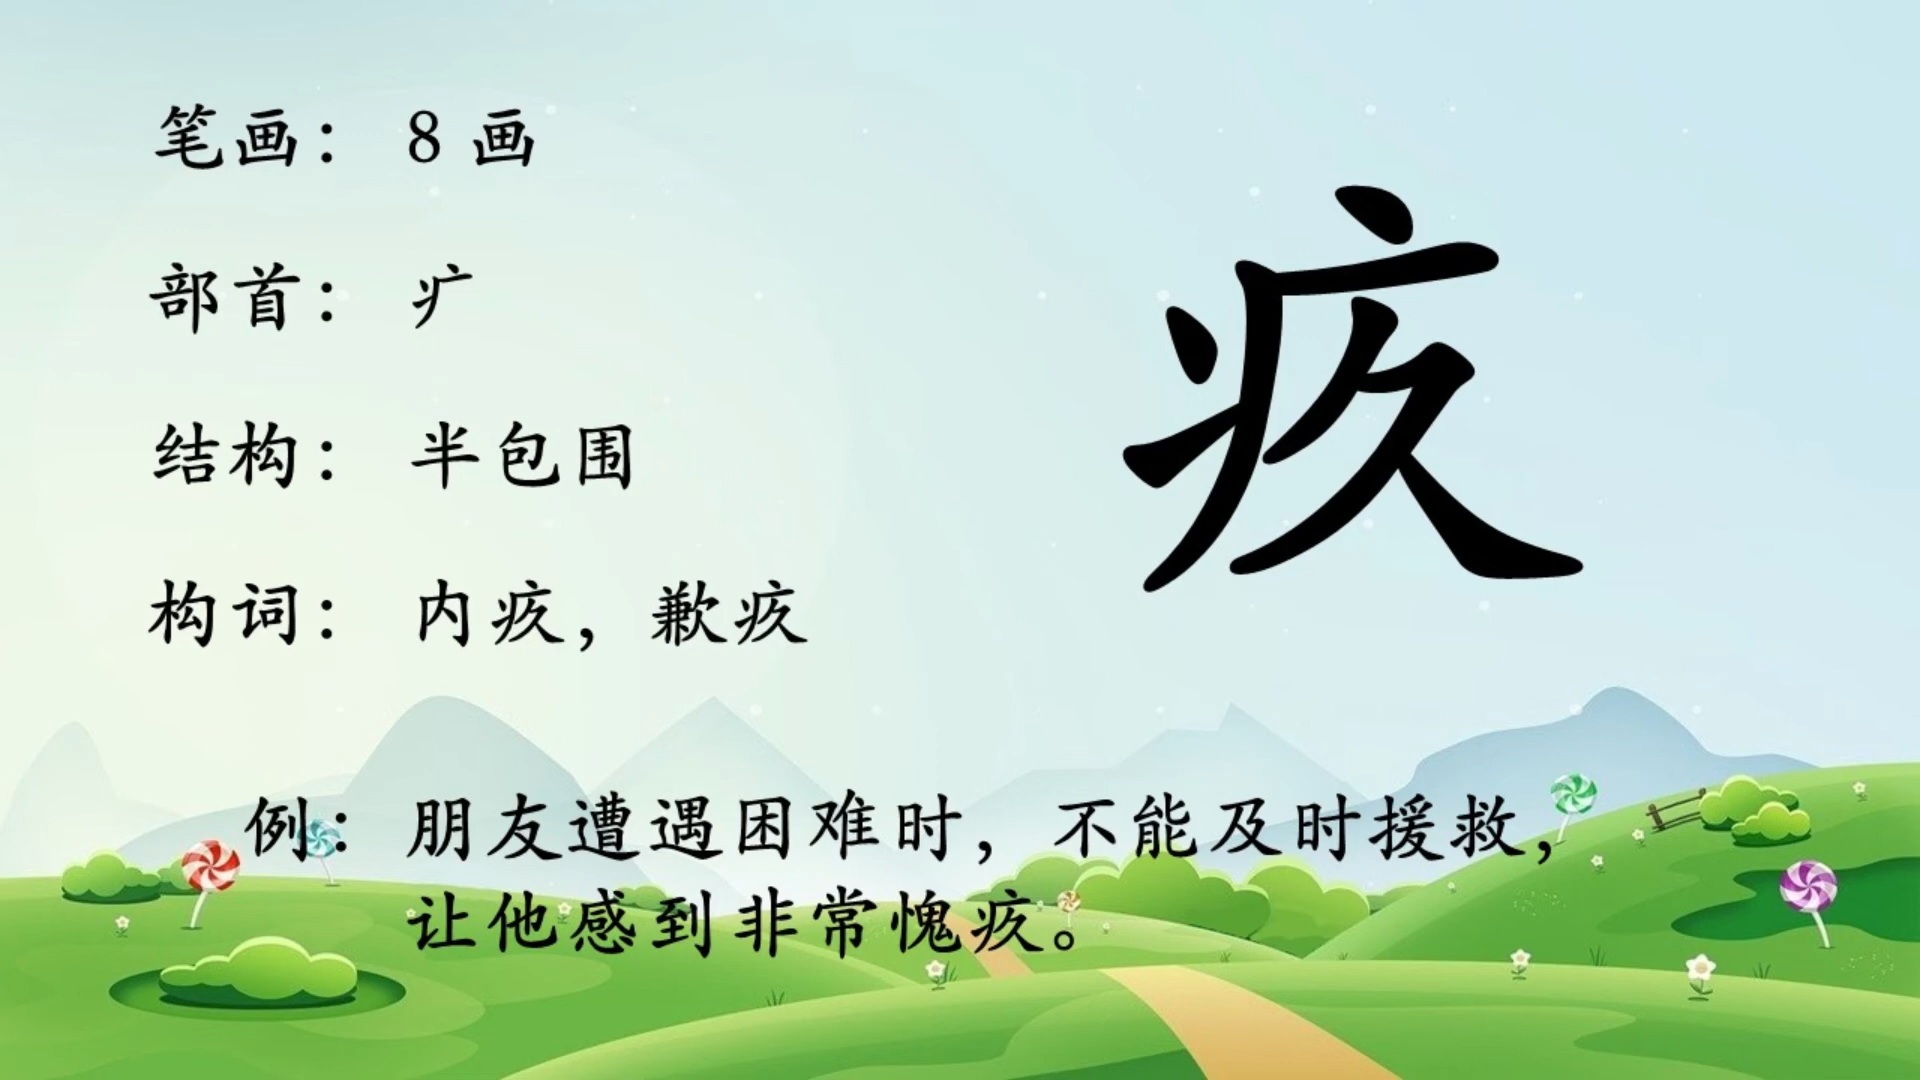 笔画： 8 画
部首： 疒
结构： 半包围
构词： 内疚，歉疚
疚
例：朋友遭遇困难时，不能及时援救，
让他感到非常愧疚。